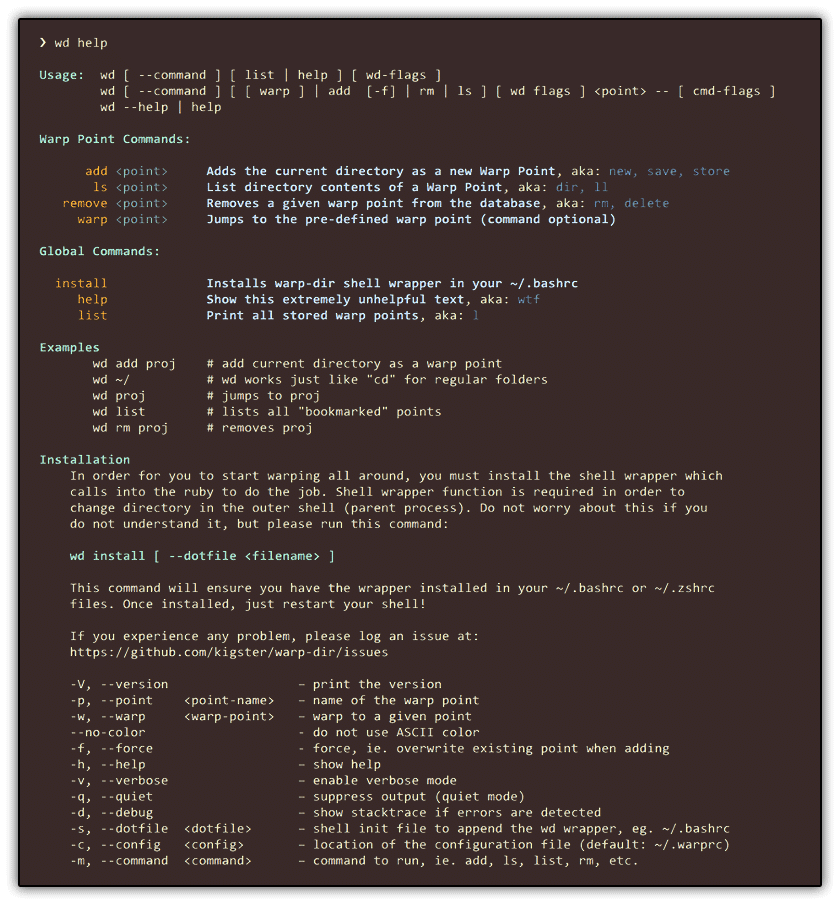 ❯ wd help
Usage:  wd [ --command ] [ list | help ] [ wd-flags ]
        wd [ --command ] [ [ warp ] | add  [-f] | rm | ls ] [ wd flags ] <point> -- [ cmd-flags ]
        wd --help | help
Warp Point Commands:
      add <point>     Adds the current directory as a new Warp Point, aka: new, save, store
       ls <point>     List directory contents of a Warp Point, aka: dir, ll
   remove <point>     Removes a given warp point from the database, aka: rm, delete
     warp <point>     Jumps to the pre-defined warp point (command optional)
Global Commands:
  install             Installs warp-dir shell wrapper in your ~/.bashrc
     help             Show this extremely unhelpful text, aka: wtf
     list             Print all stored warp points, aka: l
Examples
       wd add proj    # add current directory as a warp point
       wd ~/          # wd works just like "cd" for regular folders
       wd proj        # jumps to proj
       wd list        # lists all "bookmarked" points
       wd rm proj     # removes proj
Installation
    In order for you to start warping all around, you must install the shell wrapper which
    calls into the ruby to do the job. Shell wrapper function is required in order to
    change directory in the outer shell (parent process). Do not worry about this if you
    do not understand it, but please run this command:
    wd install [ --dotfile <filename> ]
    This command will ensure you have the wrapper installed in your ~/.bashrc or ~/.zshrc
    files. Once installed, just restart your shell!
    If you experience any problem, please log an issue at:
    https://github.com/kigster/warp-dir/issues
    -V, --version                 – print the version
    -p, --point    <point-name>   – name of the warp point
    -w, --warp     <warp-point>   – warp to a given point
    --no-color                    - do not use ASCII color
    -f, --force                   - force, ie. overwrite existing point when adding
    -h, --help                    – show help
    -v, --verbose                 – enable verbose mode
    -q, --quiet                   – suppress output (quiet mode)
    -d, --debug                   – show stacktrace if errors are detected
    -s, --dotfile  <dotfile>      – shell init file to append the wd wrapper, eg. ~/.bashrc
    -c, --config   <config>       – location of the configuration file (default: ~/.warprc)
    -m, --command  <command>      – command to run, ie. add, ls, list, rm, etc.